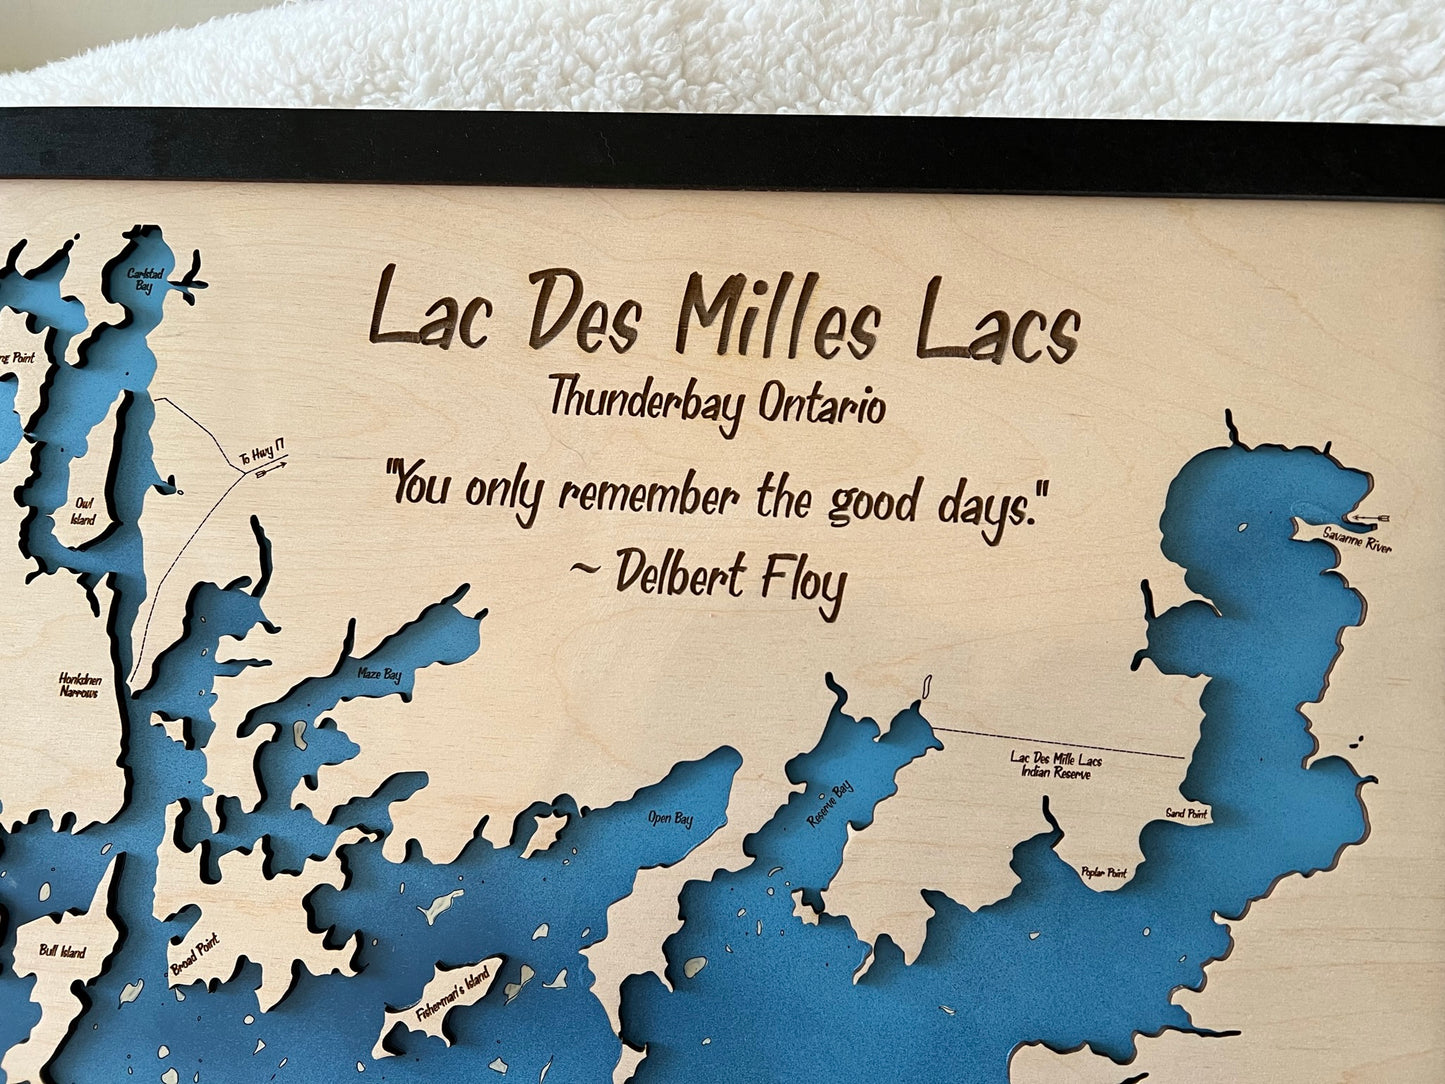 Lac Des Milles Lacs
Thunderbay Ontario
"You only remember the good days."
~ Delbert Floy
Carlstad
Bay
Point
To Hwy 17
Owl
Island
Savanne River
Honkdnen
Narrows
Maze Bay
Lac Des Mille Lacs
Indian Reserve
Reserve Bay
Open Bay
Sand Point
Poplar Point
Bull Island
Broad Point
Fisherman's Island